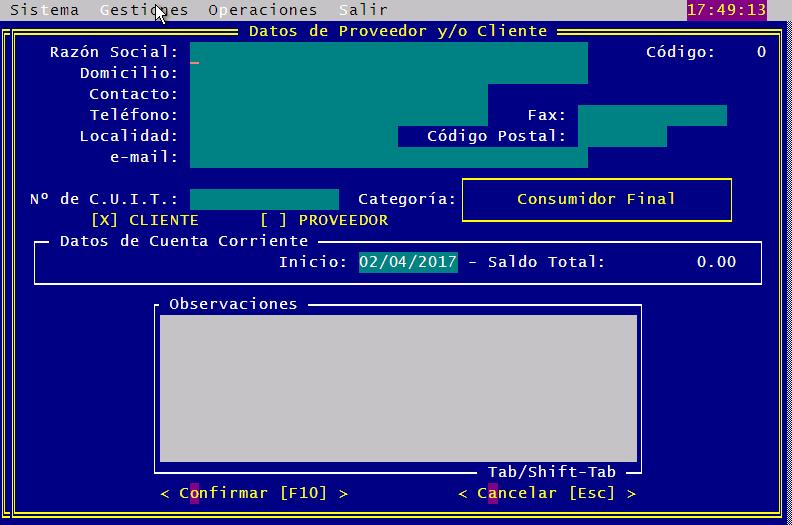 Sistema Gestiones Operaciones Salir 17:49:13
Datos de Proveedor y/o Cliente
Razón Social: Código: 0
Domicilio:
Contacto:
Teléfono: Fax:
Localidad: Código Postal:
e-mail:
Nº de C.U.I.T.: Categoría: Consumidor Final
[X] CLIENTE [ ] PROVEEDOR
Datos de Cuenta Corriente
Inicio: 02/04/2017 - Saldo Total: 0.00
Observaciones
Tab/Shift-Tab
< Confirmar [F10] > < Cancelar [Esc] >